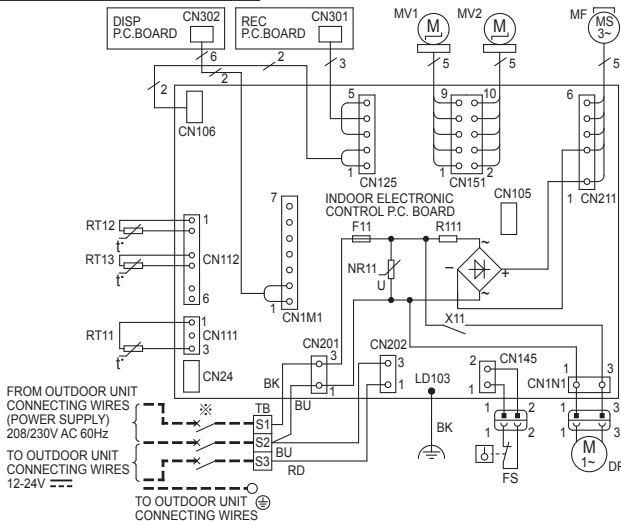 DISP
P.C.BOARD
CN302
REC
P.C.BOARD
CN301
MV1
MV2
MF
M
M
MS
3~
6
2
2
3
5
5
5
2
CN106
5
1
CN125
9
10
1
2
CN151
6
1
CN211
INDOOR ELECTRONIC
CONTROL P.C. BOARD
CN105
7
1
CN1M1
RT12
t°
RT13
t°
1
CN112
6
RT11
t°
1
CN111
3
CN24
F11
R111
NR11
U
~
−
+
~
X11
CN201
3
1
CN202
3
1
LD103
2
CN145
1
1
3
CN1N1
BK
BU
BU
RD
BK
FROM OUTDOOR UNIT
CONNECTING WIRES
(POWER SUPPLY)
208/230V AC 60Hz
TO OUTDOOR UNIT
CONNECTING WIRES
12-24V
※
TB
S1
S2
S3
TO OUTDOOR UNIT
CONNECTING WIRES
1
2
1
2
FS
1
3
1
3
M
1~
DF